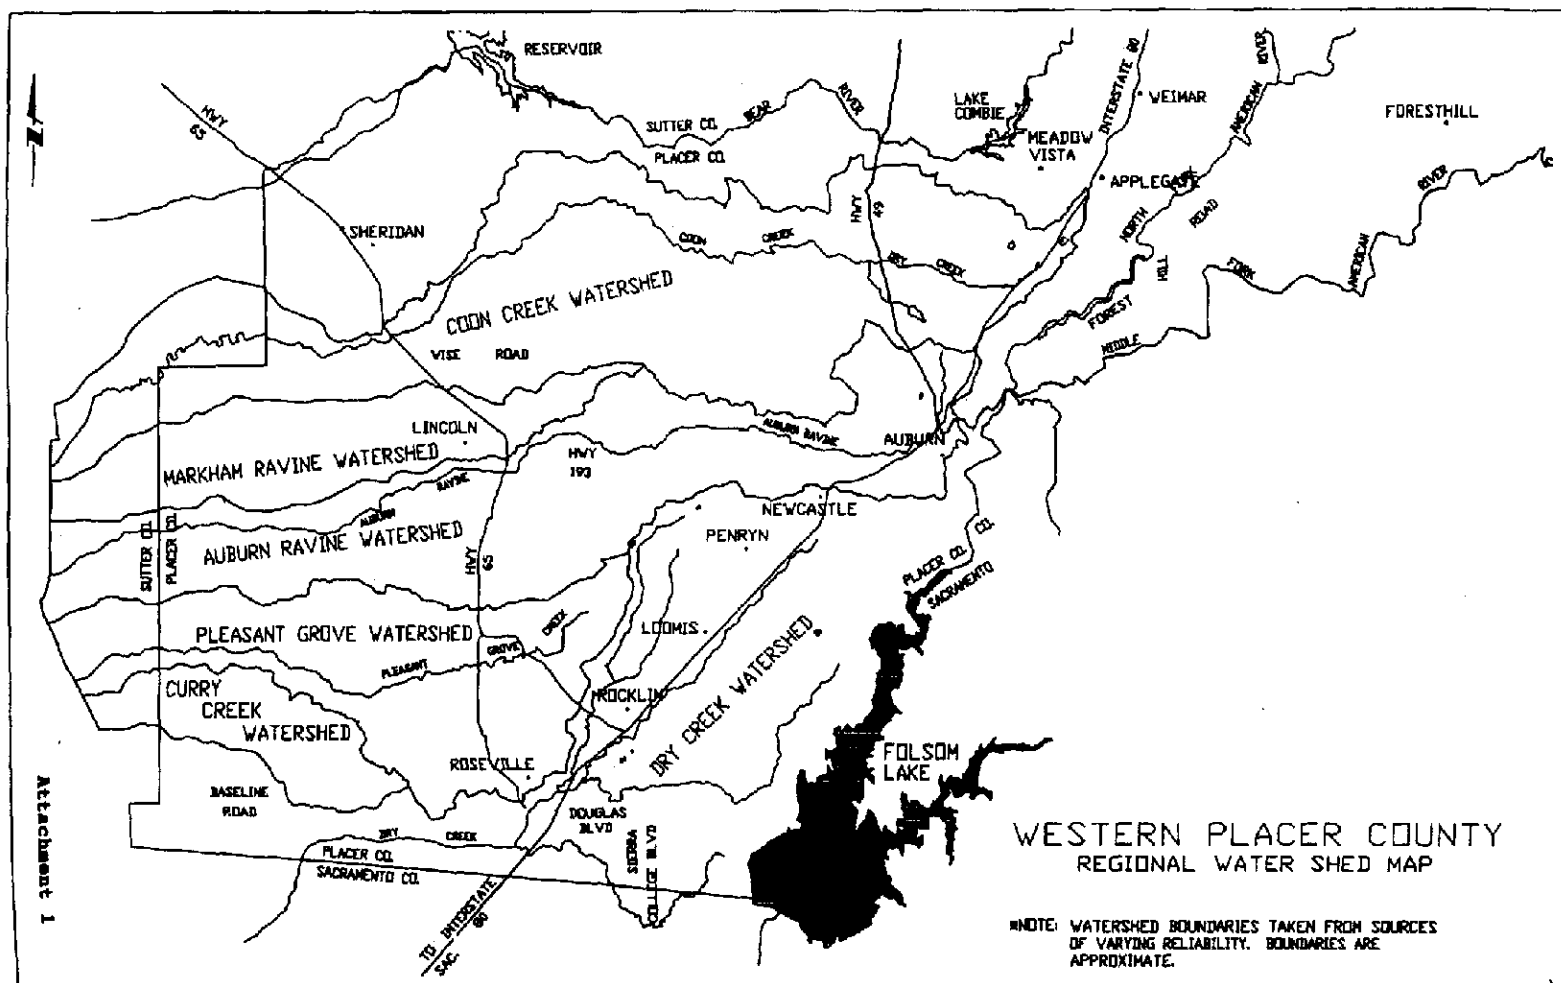 RESERVOIR
HWY
65
SUTTER CO.
BEAR
RIVER
PLACER CO.
LAKE
COMBIE
MEADOW
VISTA
INTERSTATE 80
WEIMAR
APPLEGATE
AMERICAN
RIVER
FORESTHILL
NORTH
ROAD
HILL
FOREST
MIDDLE
FORK
AMERICAN
RIVER
SHERIDAN
HWY
49
COON
CREEK
DRY
CREEK
COON CREEK WATERSHED
WISE ROAD
LINCOLN
MARKHAM RAVINE WATERSHED
HWY
193
AUBURN RAVINE
AUBURN
AUBURN
RAVINE
AUBURN RAVINE WATERSHED
SUTTER CO.
PLACER CO.
HWY
65
NEWCASTLE
PENRYN
PLACER CO.
SACRAMENTO CO.
PLEASANT GROVE WATERSHED
PLEASANT
GROVE
CREEK
LOOMIS
ROCKLIN
DRY CREEK WATERSHED
CURRY
CREEK
WATERSHED
ROSEVILLE
BASELINE
ROAD
FOLSOM
LAKE
DOUGLAS
BLVD
SIERRA
COLLEGE BLVD
DRY
CREEK
PLACER CO.
SACRAMENTO CO.
TO INTERSTATE
SAC. 80
Attachment 1
WESTERN PLACER COUNTY
REGIONAL WATER SHED MAP
*NOTE: WATERSHED BOUNDARIES TAKEN FROM SOURCES
OF VARYING RELIABILITY. BOUNDARIES ARE
APPROXIMATE.